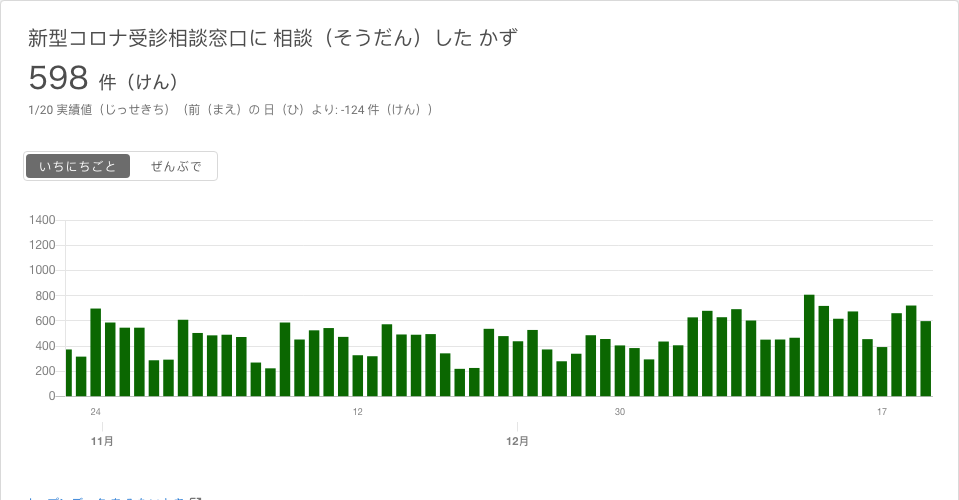 新型コロナ受診相談窓口に 相談（そうだん）した かず
598 件（けん）
1/20 実績値（じっせきち）（前（まえ）の 日（ひ）より: -124 件（けん））
いちにちごと ぜんぶで
1400
1200
1000
800
600
400
200
0
24 12 30 17
11月 12月